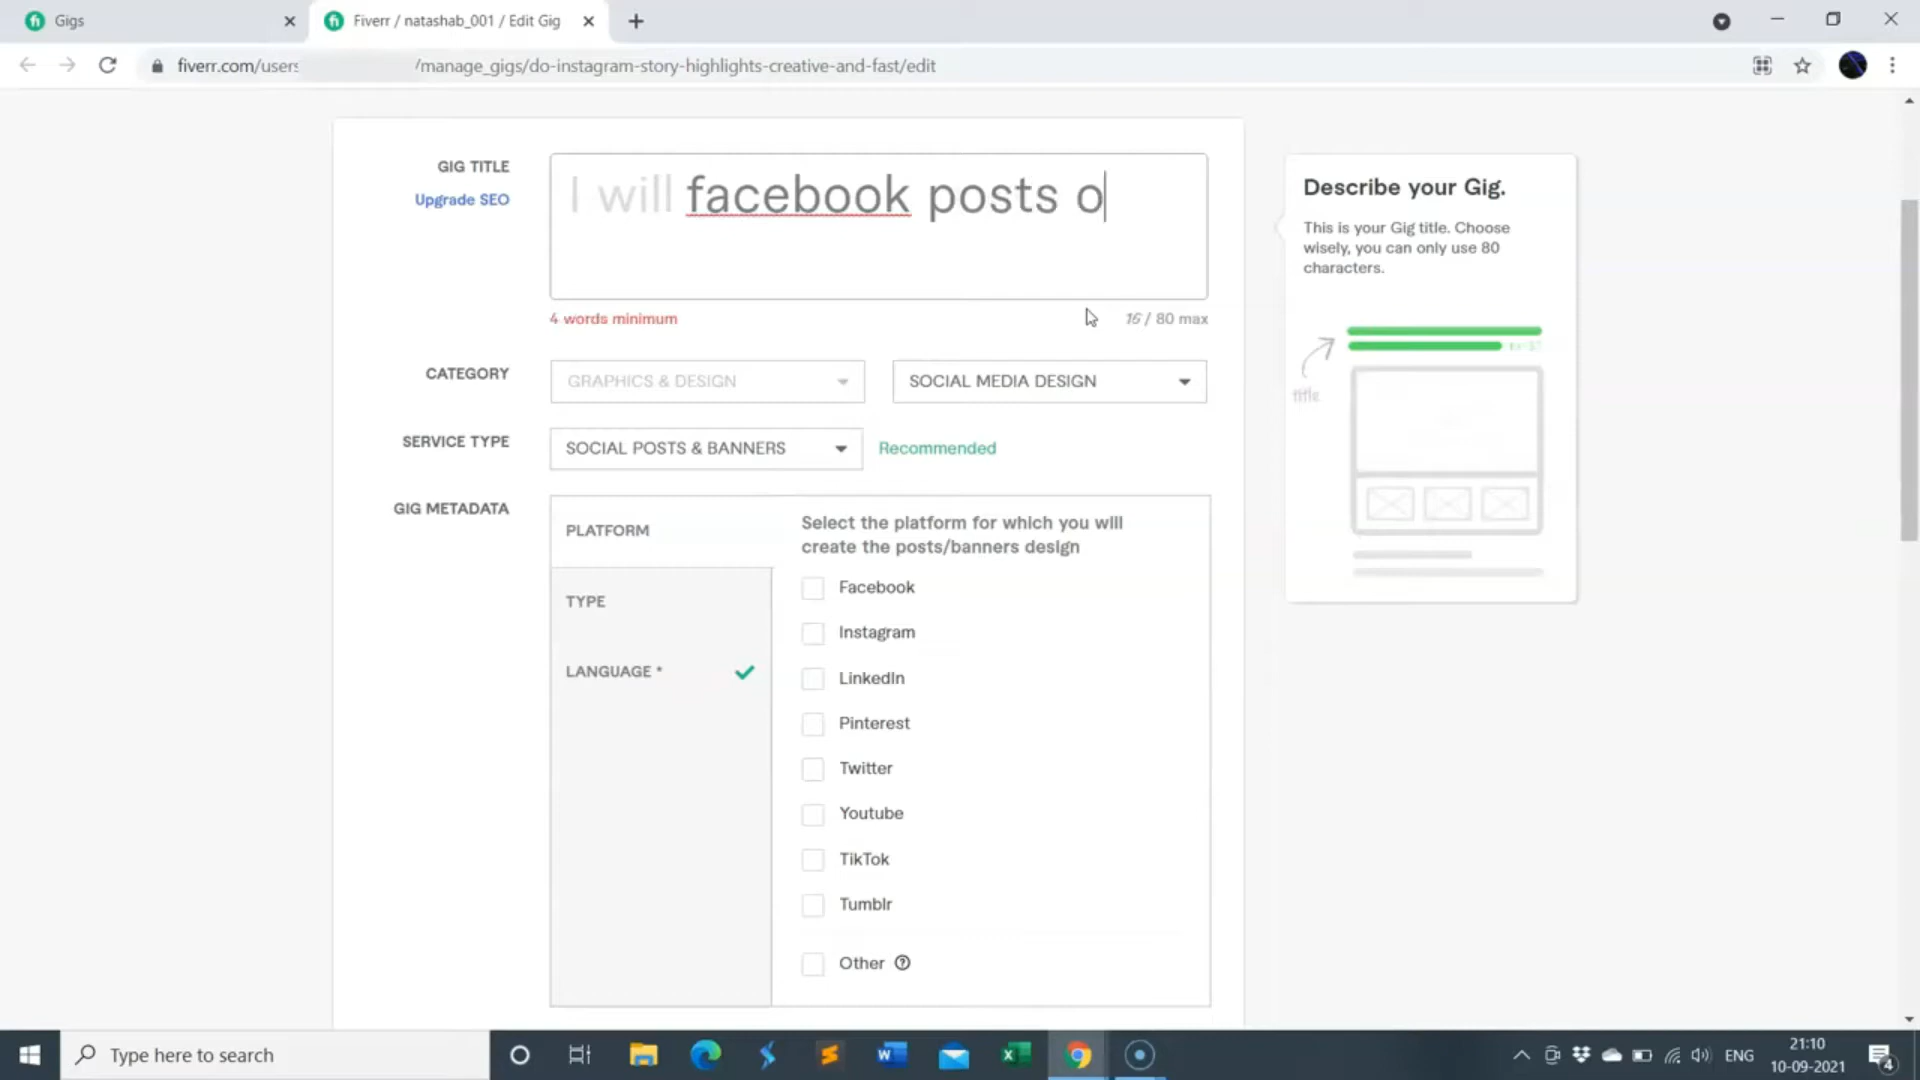 Gigs
Fiverr / natashab_001 / Edit Gig
fiverr.com/users
/manage_gigs/do-instagram-story-highlights-creative-and-fast/edit
GIG TITLE
Upgrade SEO
I will facebook posts o
4 words minimum
16 / 80 max
CATEGORY
GRAPHICS & DESIGN
SOCIAL MEDIA DESIGN
SERVICE TYPE
SOCIAL POSTS & BANNERS
Recommended
GIG METADATA
PLATFORM
TYPE
LANGUAGE *
Select the platform for which you will
create the posts/banners design
Facebook
Instagram
LinkedIn
Pinterest
Twitter
Youtube
TikTok
Tumblr
Other
Describe your Gig.
This is your Gig title. Choose
wisely, you can only use 80
characters.
title
Type here to search
ENG
21:10
10-09-2021
4